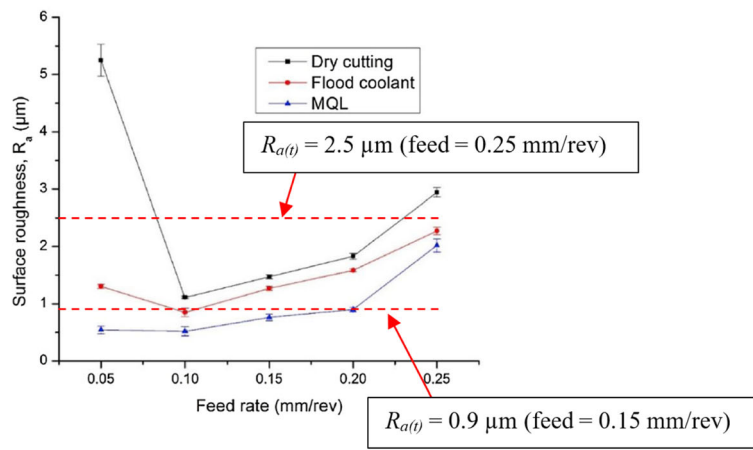 6
5
4
3
2
1
0
Surface roughness, Rₐ (μm)
Dry cutting
Flood coolant
MQL
Rₐ₍ₜ₎ = 2.5 µm (feed = 0.25 mm/rev)
0.05 0.10 0.15 0.20 0.25
Feed rate (mm/rev)
Rₐ₍ₜ₎ = 0.9 µm (feed = 0.15 mm/rev)